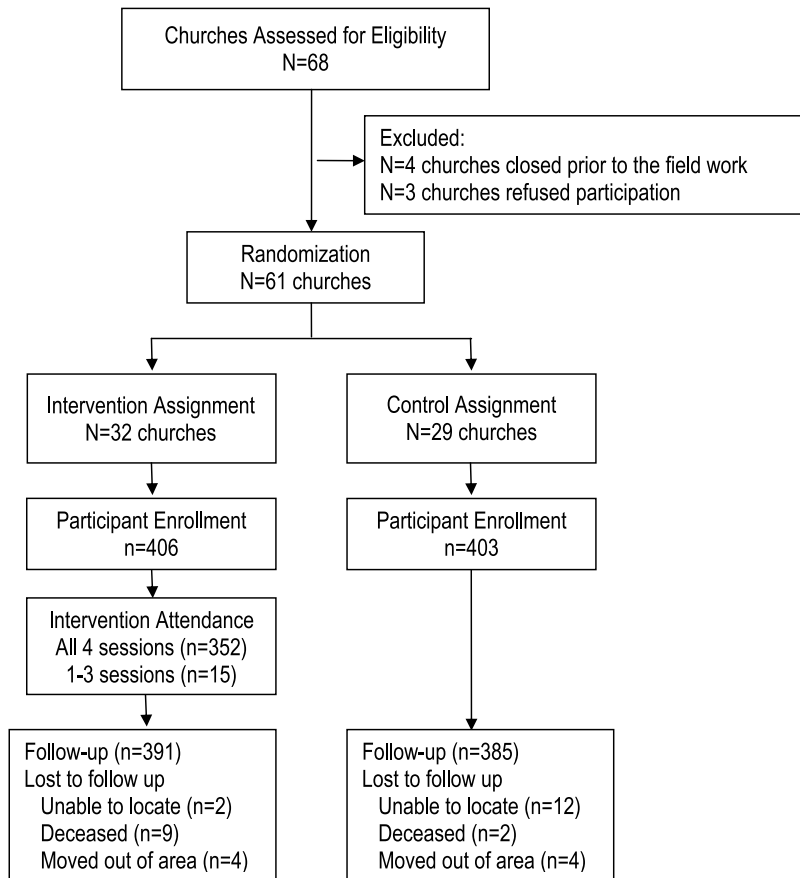 Churches Assessed for Eligibility
N=68
Excluded:
N=4 churches closed prior to the field work
N=3 churches refused participation
Randomization
N=61 churches
Intervention Assignment
N=32 churches
Control Assignment
N=29 churches
Participant Enrollment
n=406
Participant Enrollment
n=403
Intervention Attendance
All 4 sessions (n=352)
1-3 sessions (n=15)
Follow-up (n=391)
Lost to follow up
Unable to locate (n=2)
Deceased (n=9)
Moved out of area (n=4)
Follow-up (n=385)
Lost to follow up
Unable to locate (n=12)
Deceased (n=2)
Moved out of area (n=4)